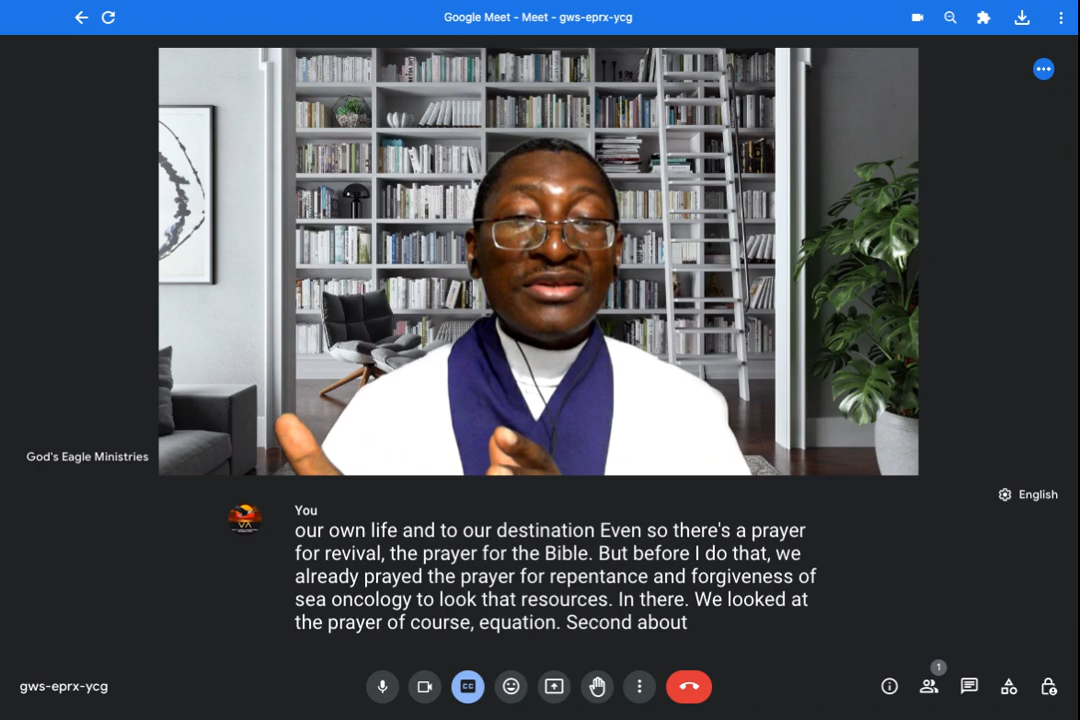 Google Meet - Meet - gws-eprx-ycg
God's Eagle Ministries
English
You
our own life and to our destination Even so there's a prayer
for revival, the prayer for the Bible. But before I do that, we
already prayed the prayer for repentance and forgiveness of
sea oncology to look that resources. In there. We looked at
the prayer of course, equation. Second about
gws-eprx-ycg
CC
1